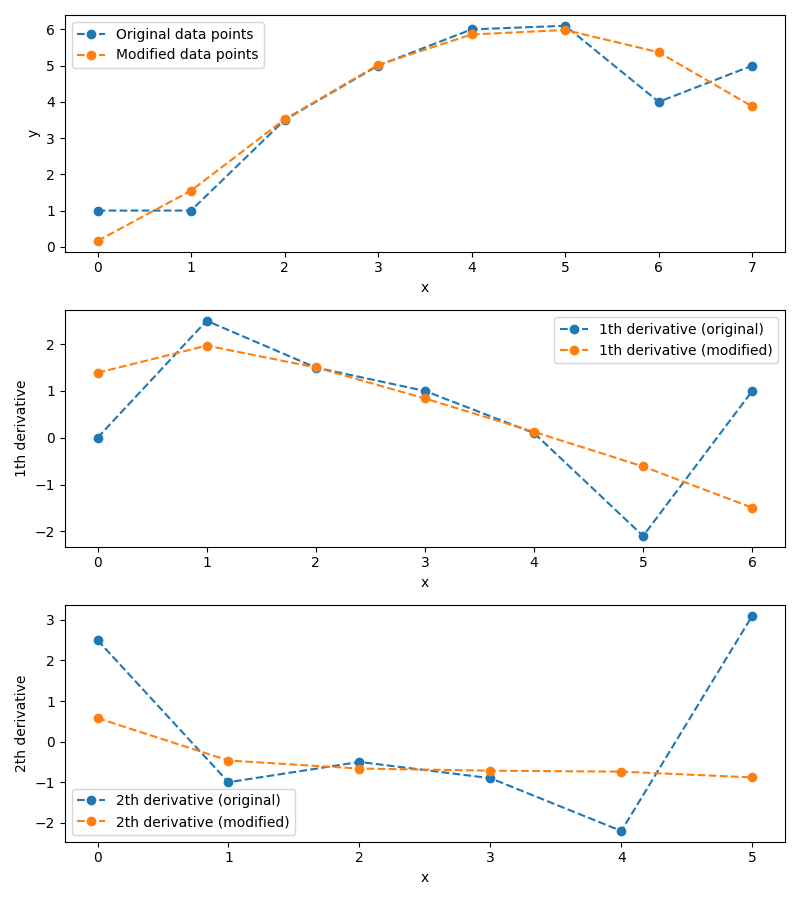 Original data points
Modified data points
y
6
5
4
3
2
1
0
0 1 2 3 4 5 6 7
x
1th derivative (original)
1th derivative (modified)
1th derivative
2
1
0
−1
−2
0 1 2 3 4 5 6
x
2th derivative
3
2
1
0
−1
−2
2th derivative (original)
2th derivative (modified)
0 1 2 3 4 5
x